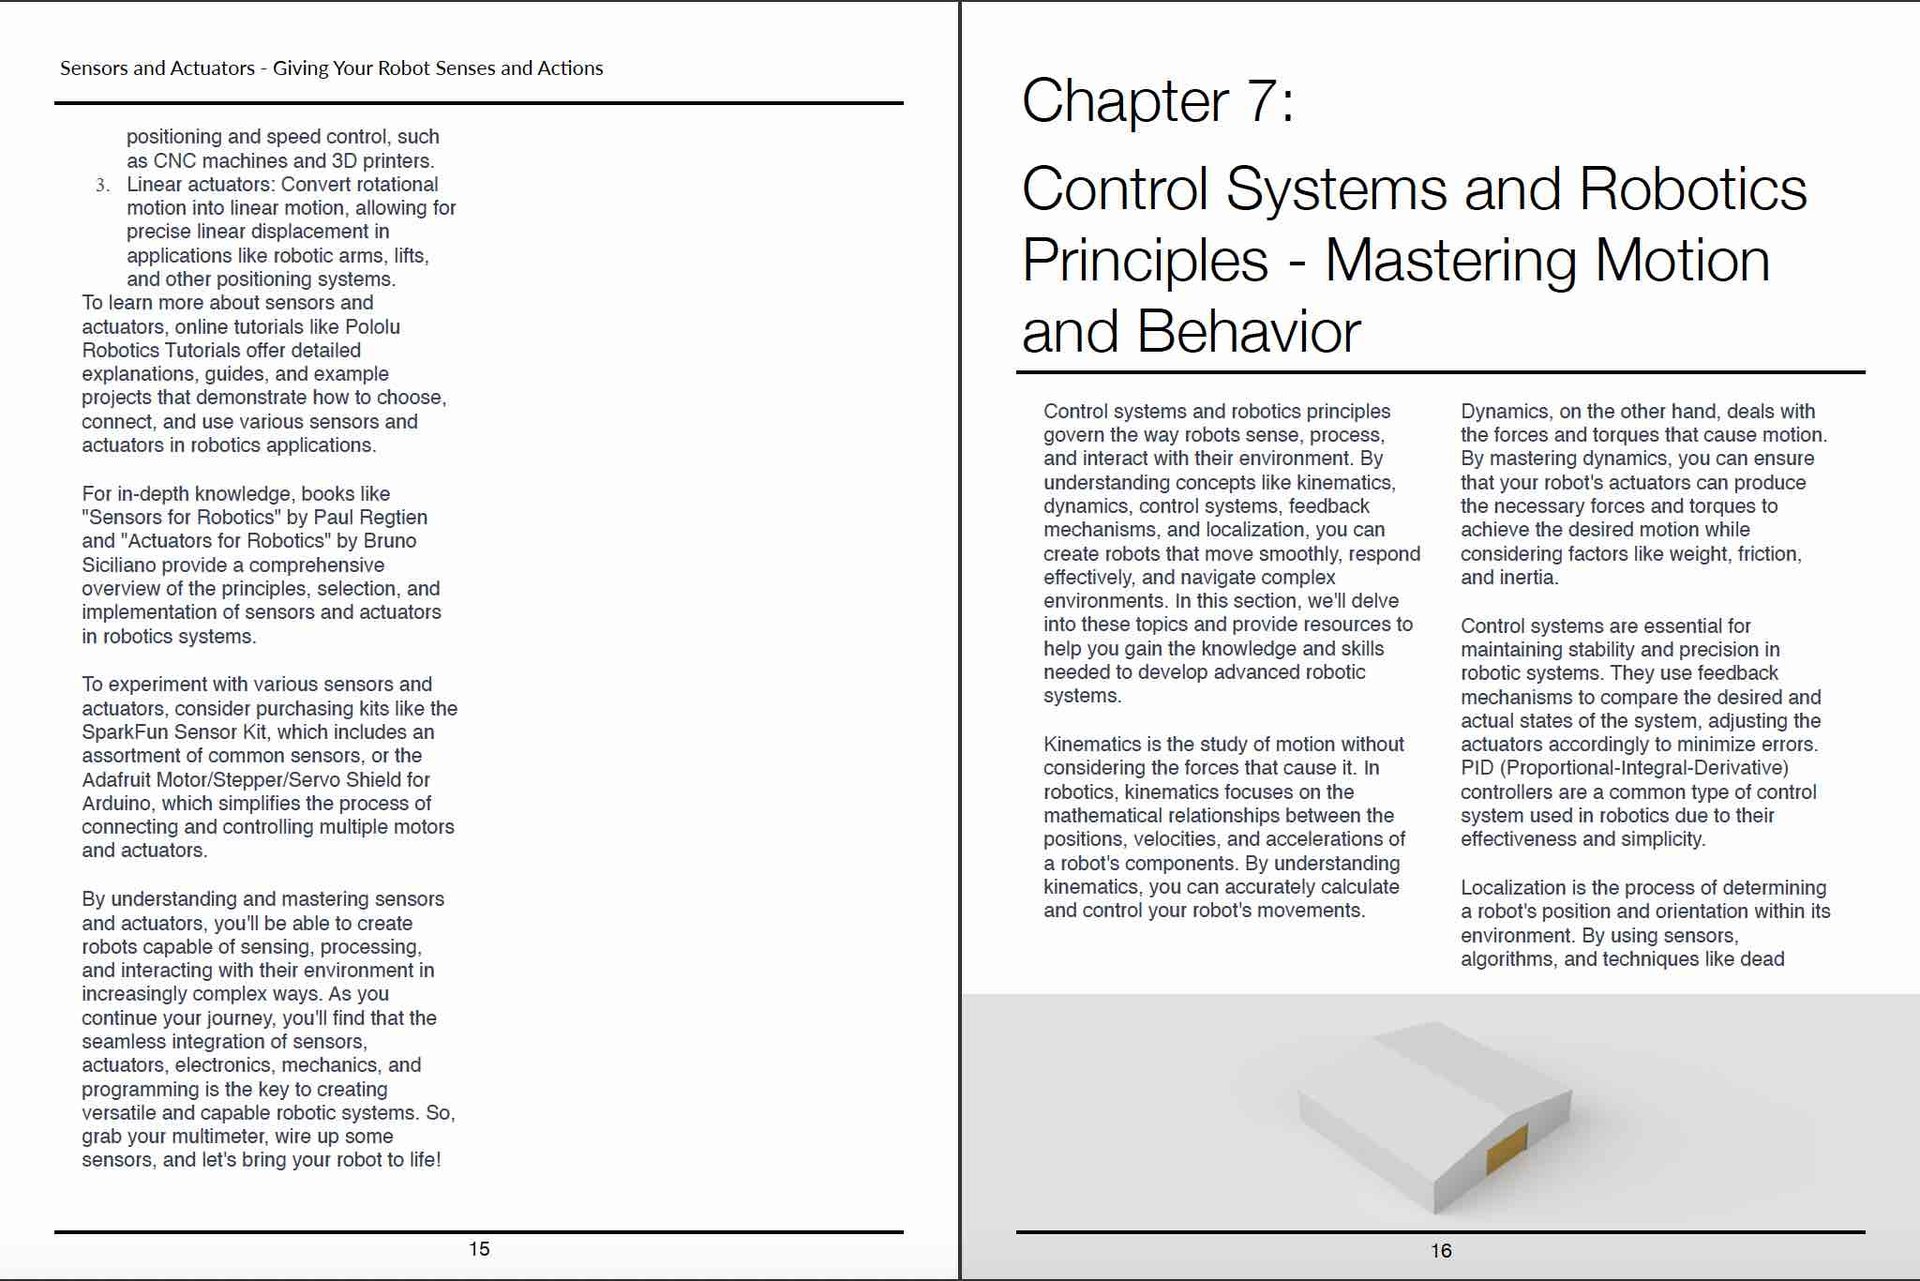 Sensors and Actuators - Giving Your Robot Senses and Actions
positioning and speed control, such
as CNC machines and 3D printers.
3. Linear actuators: Convert rotational
motion into linear motion, allowing for
precise linear displacement in
applications like robotic arms, lifts,
and other positioning systems.
To learn more about sensors and
actuators, online tutorials like Pololu
Robotics Tutorials offer detailed
explanations, guides, and example
projects that demonstrate how to choose,
connect, and use various sensors and
actuators in robotics applications.
For in-depth knowledge, books like
"Sensors for Robotics" by Paul Regtien
and "Actuators for Robotics" by Bruno
Siciliano provide a comprehensive
overview of the principles, selection, and
implementation of sensors and actuators
in robotics systems.
To experiment with various sensors and
actuators, consider purchasing kits like the
SparkFun Sensor Kit, which includes an
assortment of common sensors, or the
Adafruit Motor/Stepper/Servo Shield for
Arduino, which simplifies the process of
connecting and controlling multiple motors
and actuators.
By understanding and mastering sensors
and actuators, you'll be able to create
robots capable of sensing, processing,
and interacting with their environment in
increasingly complex ways. As you
continue your journey, you'll find that the
seamless integration of sensors,
actuators, electronics, mechanics, and
programming is the key to creating
versatile and capable robotic systems. So,
grab your multimeter, wire up some
sensors, and let's bring your robot to life!
15
Chapter 7:
Control Systems and Robotics
Principles - Mastering Motion
and Behavior
Control systems and robotics principles
govern the way robots sense, process,
and interact with their environment. By
understanding concepts like kinematics,
dynamics, control systems, feedback
mechanisms, and localization, you can
create robots that move smoothly, respond
effectively, and navigate complex
environments. In this section, we'll delve
into these topics and provide resources to
help you gain the knowledge and skills
needed to develop advanced robotic
systems.
Kinematics is the study of motion without
considering the forces that cause it. In
robotics, kinematics focuses on the
mathematical relationships between the
positions, velocities, and accelerations of
a robot's components. By understanding
kinematics, you can accurately calculate
and control your robot's movements.
Dynamics, on the other hand, deals with
the forces and torques that cause motion.
By mastering dynamics, you can ensure
that your robot's actuators can produce
the necessary forces and torques to
achieve the desired motion while
considering factors like weight, friction,
and inertia.
Control systems are essential for
maintaining stability and precision in
robotic systems. They use feedback
mechanisms to compare the desired and
actual states of the system, adjusting the
actuators accordingly to minimize errors.
PID (Proportional-Integral-Derivative)
controllers are a common type of control
system used in robotics due to their
effectiveness and simplicity.
Localization is the process of determining
a robot's position and orientation within its
environment. By using sensors,
algorithms, and techniques like dead
16